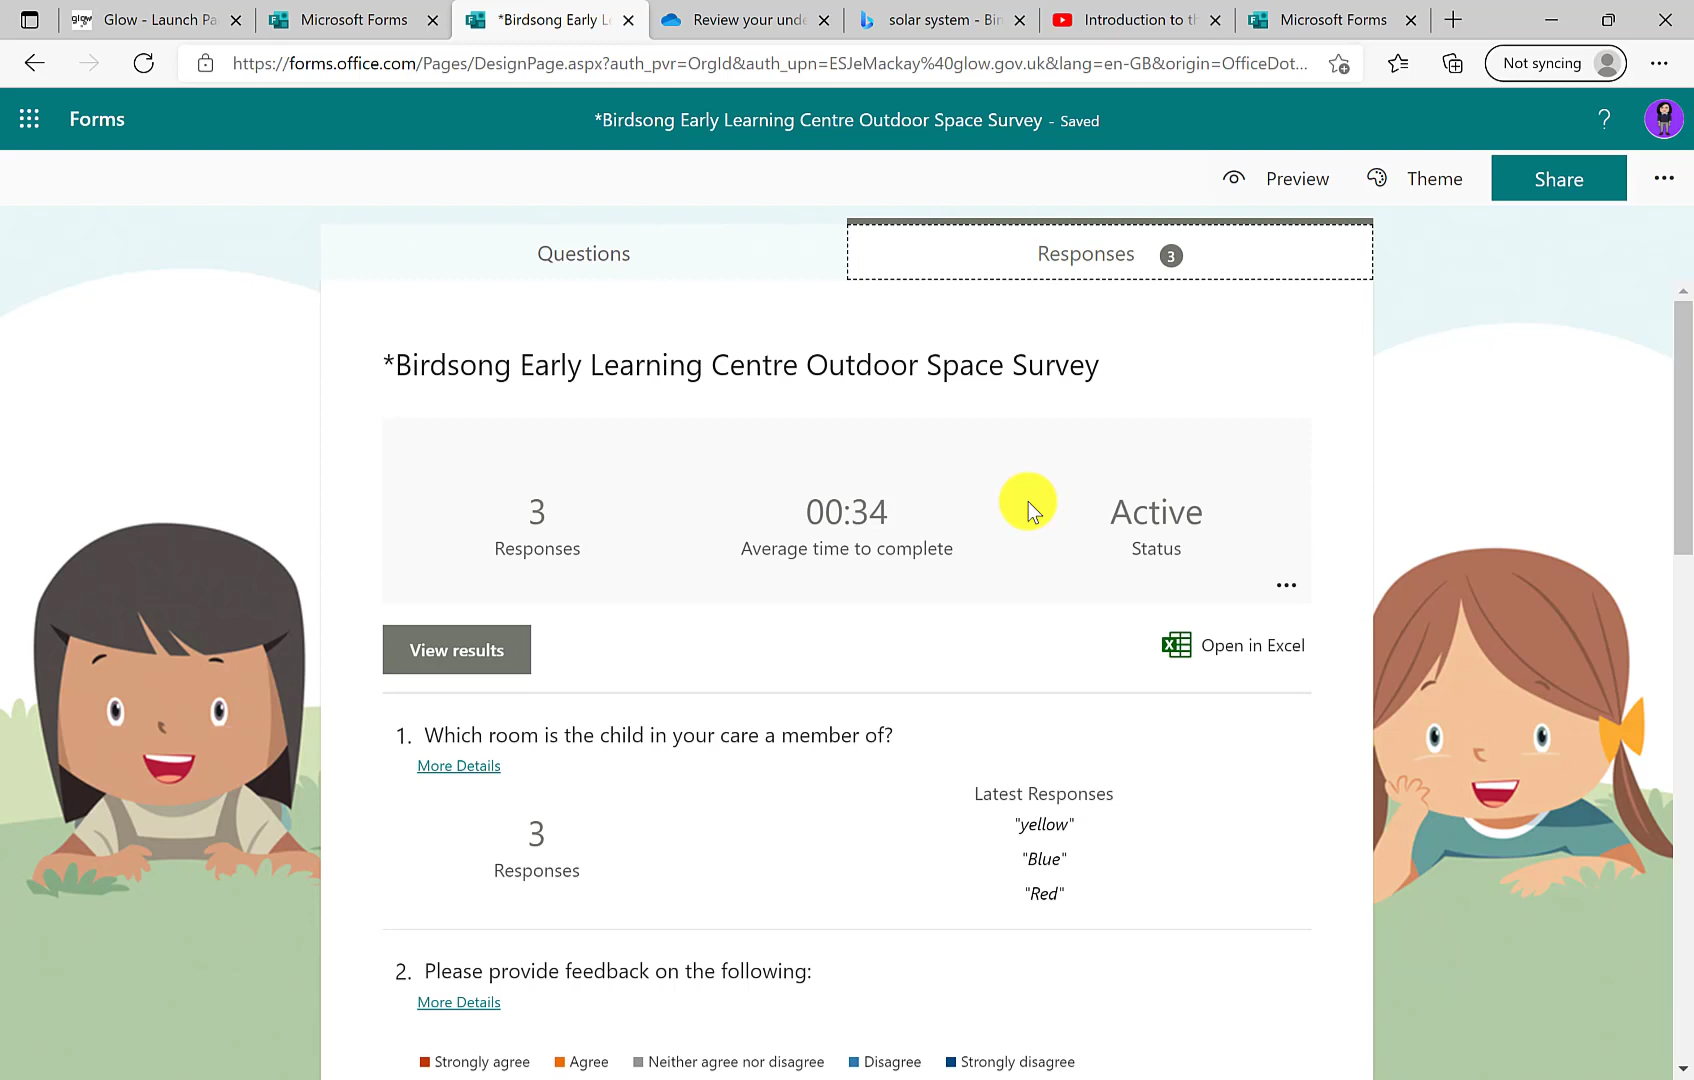 glow Glow - Launch Pa
Microsoft Forms
*Birdsong Early L
Review your und
solar system - Bin
Introduction to th
Microsoft Forms
https://forms.office.com/Pages/DesignPage.aspx?auth_pvr=OrgId&auth_upn=ESJeMackay%40glow.gov.uk&lang=en-GB&origin=OfficeDot...
Not syncing
Forms
*Birdsong Early Learning Centre Outdoor Space Survey - Saved
?
Preview
Theme
Share
Questions
Responses 3
*Birdsong Early Learning Centre Outdoor Space Survey
3
Responses
00:34
Average time to complete
Active
Status
View results
Open in Excel
1. Which room is the child in your care a member of?
More Details
3
Responses
Latest Responses
"yellow"
"Blue"
"Red"
2. Please provide feedback on the following:
More Details
Strongly agree Agree Neither agree nor disagree Disagree Strongly disagree